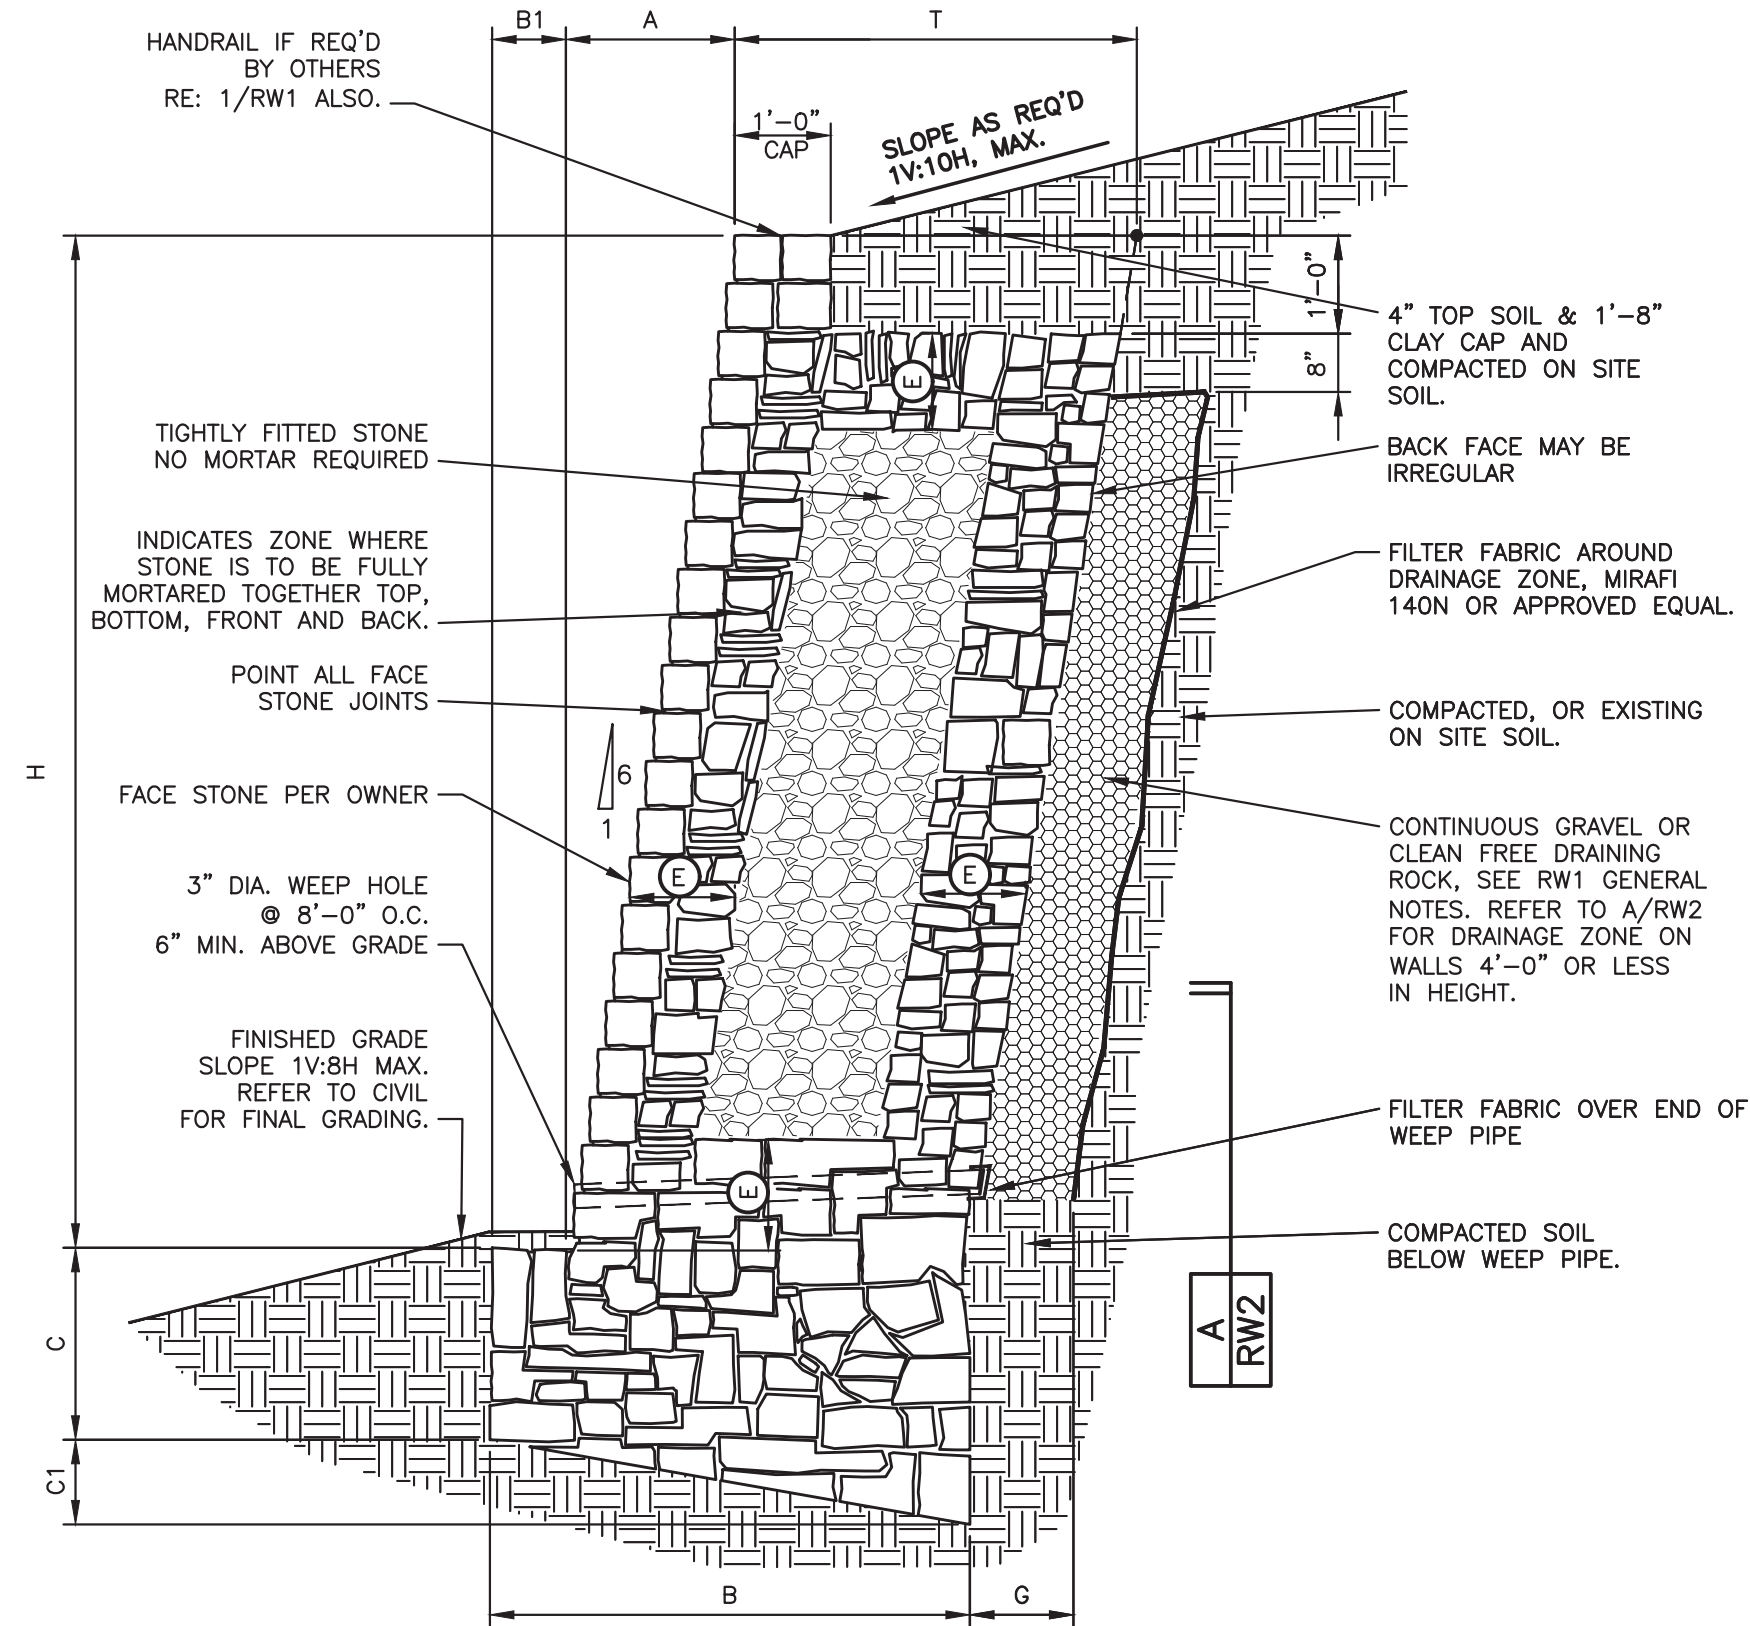 B1
A
T
HANDRAIL IF REQ'D
BY OTHERS
RE: 1/RW1 ALSO.
1'-0"
CAP
SLOPE AS REQ'D
1V:10H, MAX.
1'-0"
8"
4" TOP SOIL & 1'-8"
CLAY CAP AND
COMPACTED ON SITE
SOIL.
E
TIGHTLY FITTED STONE
NO MORTAR REQUIRED
BACK FACE MAY BE
IRREGULAR
INDICATES ZONE WHERE
STONE IS TO BE FULLY
MORTARED TOGETHER TOP,
BOTTOM, FRONT AND BACK.
FILTER FABRIC AROUND
DRAINAGE ZONE, MIRAFI
140N OR APPROVED EQUAL.
POINT ALL FACE
STONE JOINTS
COMPACTED, OR EXISTING
ON SITE SOIL.
H
6
1
FACE STONE PER OWNER
CONTINUOUS GRAVEL OR
CLEAN FREE DRAINING
ROCK, SEE RW1 GENERAL
NOTES. REFER TO A/RW2
FOR DRAINAGE ZONE ON
WALLS 4'-0" OR LESS
IN HEIGHT.
E
E
3" DIA. WEEP HOLE
@ 8'-0" O.C.
6" MIN. ABOVE GRADE
FINISHED GRADE
SLOPE 1V:8H MAX.
REFER TO CIVIL
FOR FINAL GRADING.
FILTER FABRIC OVER END OF
WEEP PIPE
E
COMPACTED SOIL
BELOW WEEP PIPE.
A
RW2
C
C1
B
G